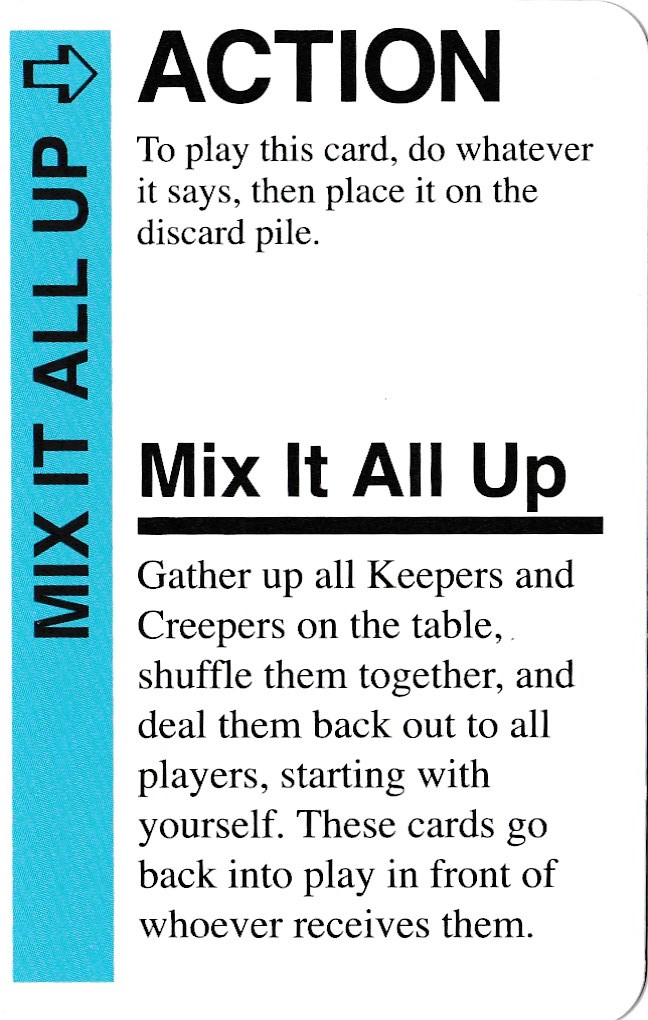 MIX IT ALL UP
ACTION
To play this card, do whatever
it says, then place it on the
discard pile.
Mix It All Up
Gather up all Keepers and
Creepers on the table,
shuffle them together, and
deal them back out to all
players, starting with
yourself. These cards go
back into play in front of
whoever receives them.